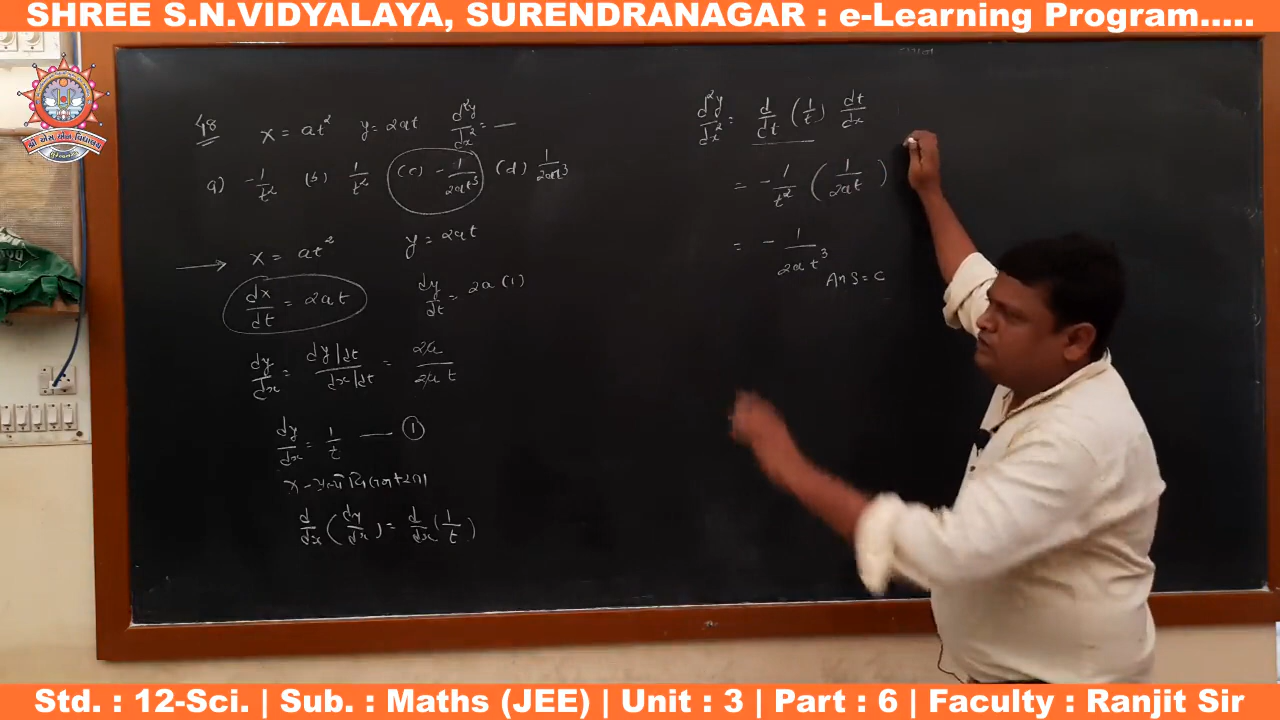 SHREE S.N.VIDYALAYA, SURENDRANAGAR : e-Learning Program.....
48 x = at² y = 2at d²y/dx² = —
a) -1/t² (b) 1/t² (c) -1/2at³ (d) 1/2at³
→ x = at² y = 2at
dx/dt = 2at dy/dt = 2a(1)
dy/dx = dy/dt / dx/dt = 2a/2at
dy/dx = 1/t — ①
x -
d/dx (dy/dx) = d/dx (1/t)
d²y/dx² = d/dt (1/t) dt/dx
= -1/t² (1/2at)
= -1/2at³
Ans = C
Std. : 12-Sci. | Sub. : Maths (JEE) | Unit : 3 | Part : 6 | Faculty : Ranjit Sir